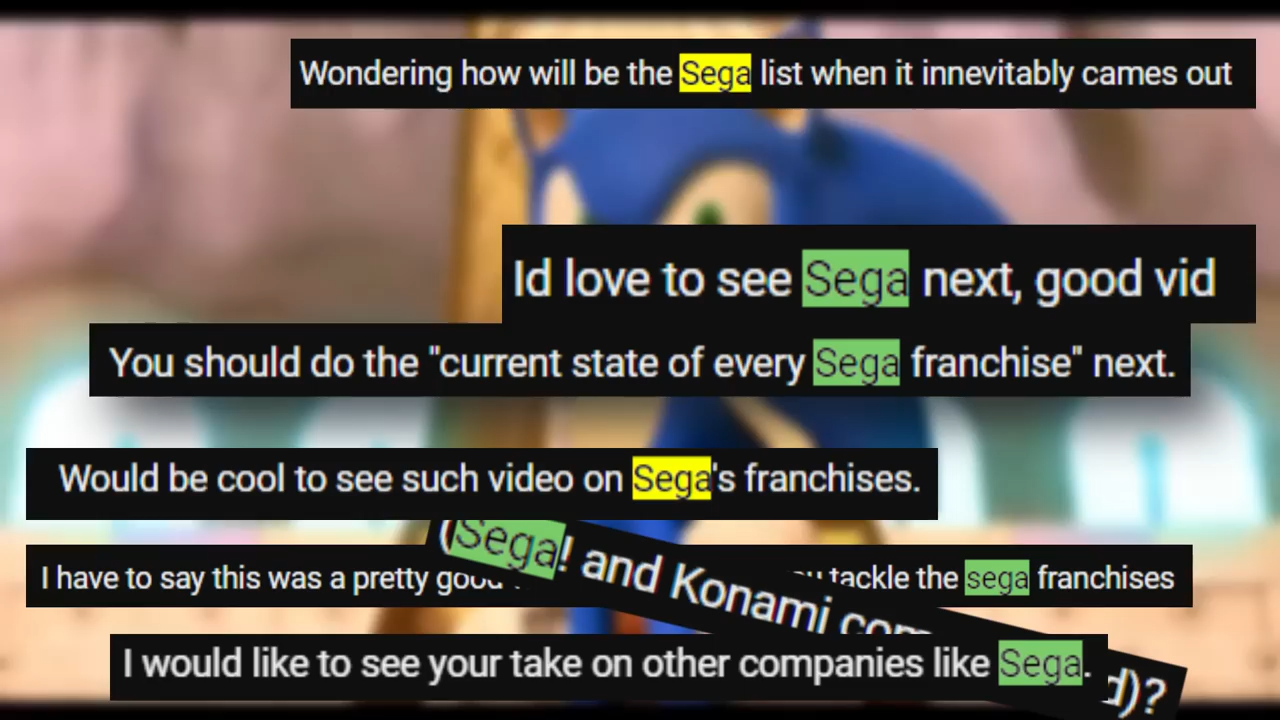 Wondering how will be the Sega list when it innevitably cames out
Id love to see Sega next, good vid
You should do the "current state of every Sega franchise" next.
Would be cool to see such video on Sega's franchises.
(Sega! and Konami d)?
I have to say this was a pretty good tackle the sega franchises
I would like to see your take on other companies like Sega.